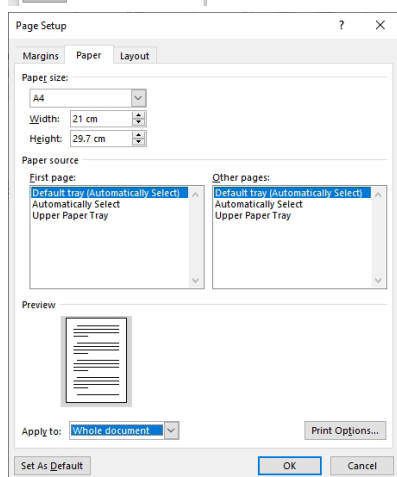 Page Setup ? ×
Margins Paper Layout
Paper size:
A4
Width: 21 cm
Height: 29.7 cm
Paper source
First page: Other pages:
Default tray (Automatically Select) Default tray (Automatically Select)
Automatically Select Automatically Select
Upper Paper Tray Upper Paper Tray
Preview
Apply to: Whole document Print Options...
Set As Default OK Cancel